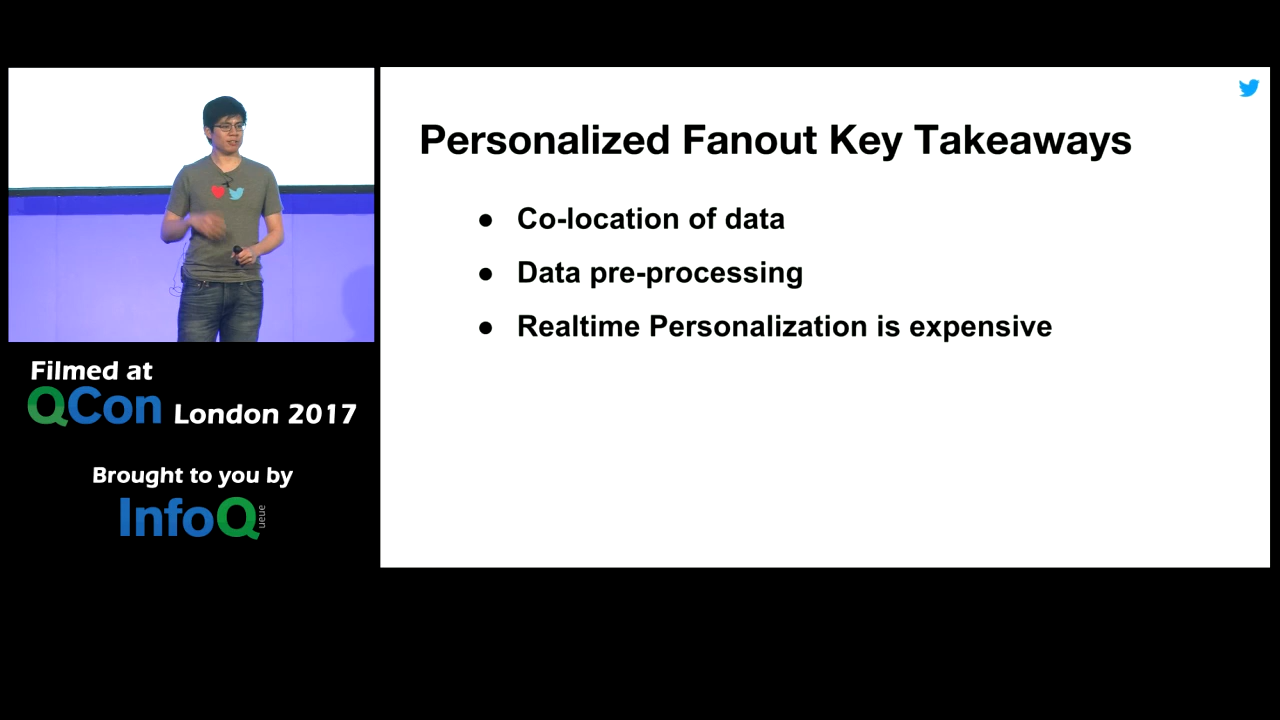 Personalized Fanout Key Takeaways
● Co-location of data
● Data pre-processing
● Realtime Personalization is expensive
Filmed at
QCon London 2017
Brought to you by
InfoQ
ueue